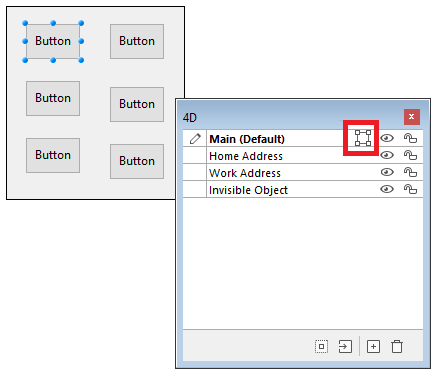 Button Button
Button Button
Button Button
4D
Main (Default)
Home Address
Work Address
Invisible Object